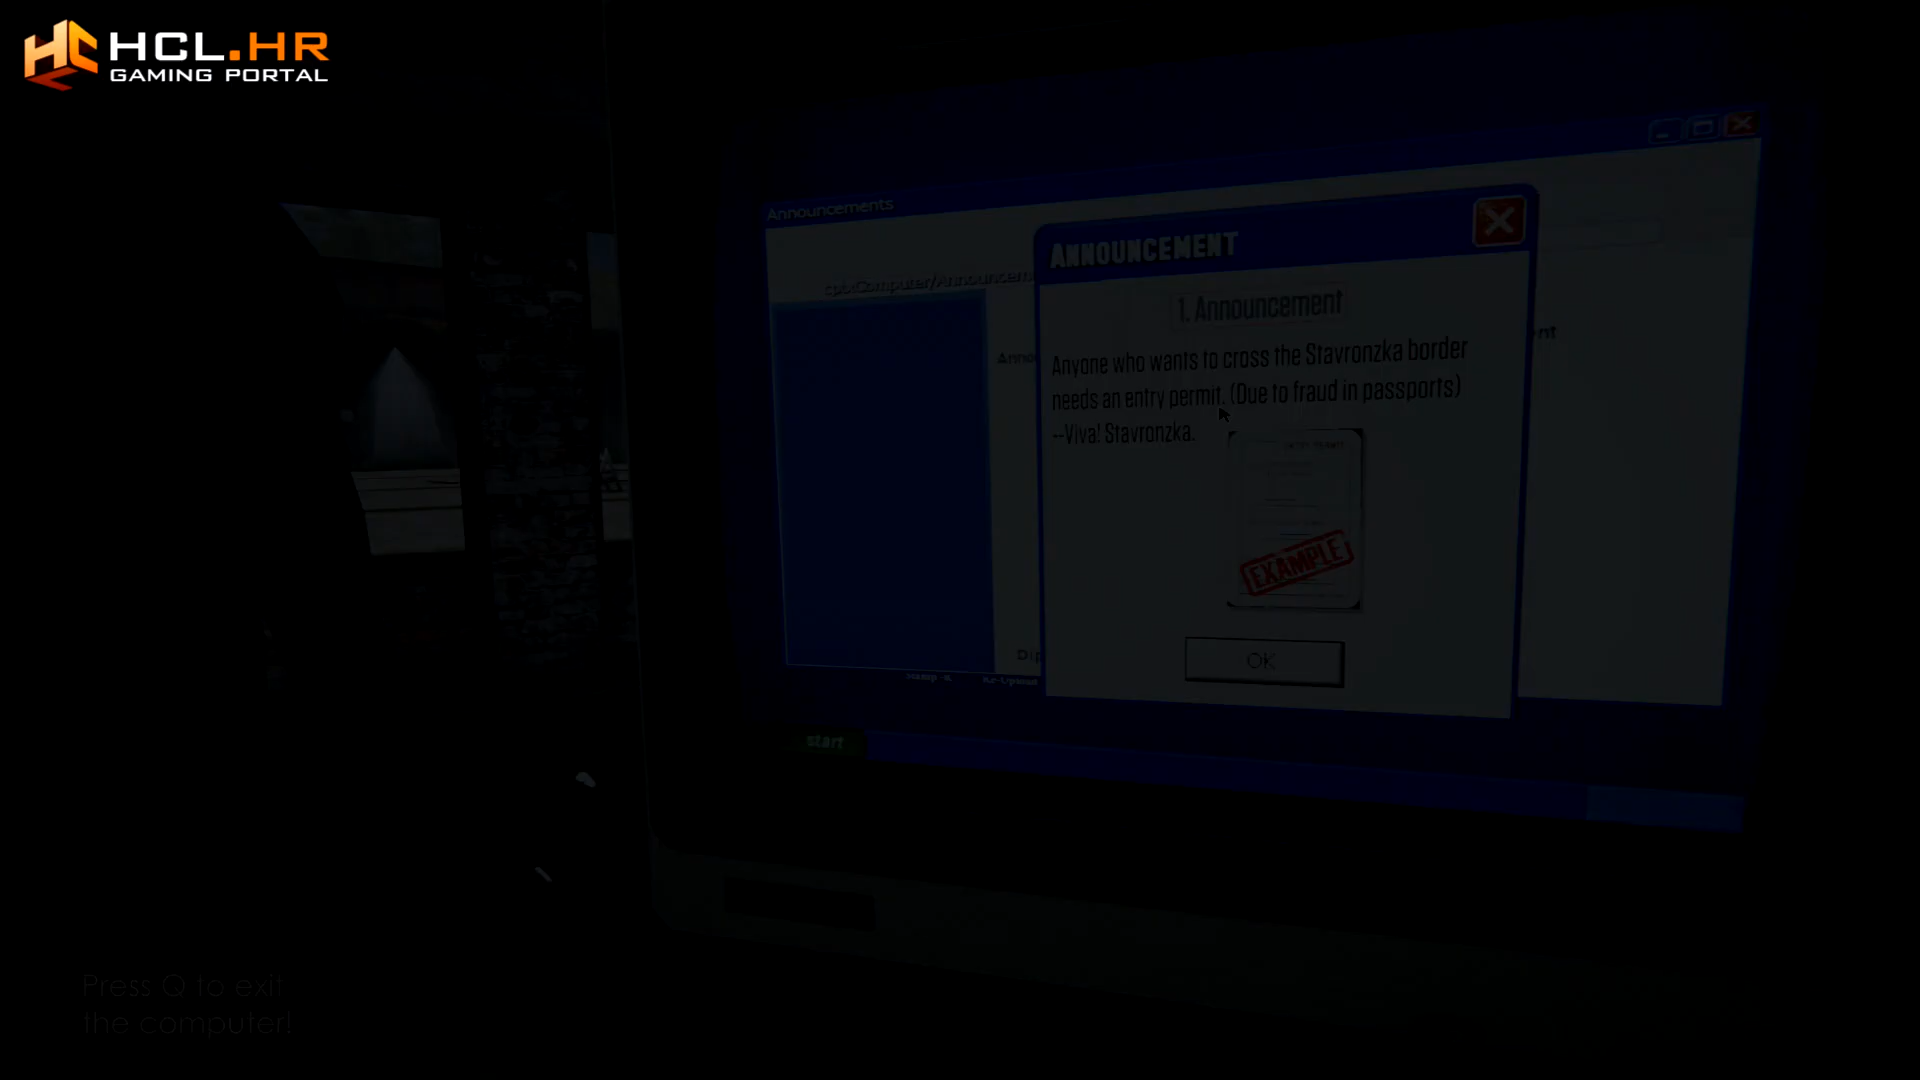 HCL.HR
GAMING PORTAL
Announcements
ANNOUNCEMENT
1. Announcement
Anyone who wants to cross the Stavronzka border
needs an entry permit. (Due to fraud in passports)
--Viva! Stavronzka.
EXAMPLE
OK
start
Press Q to exit
the computer!